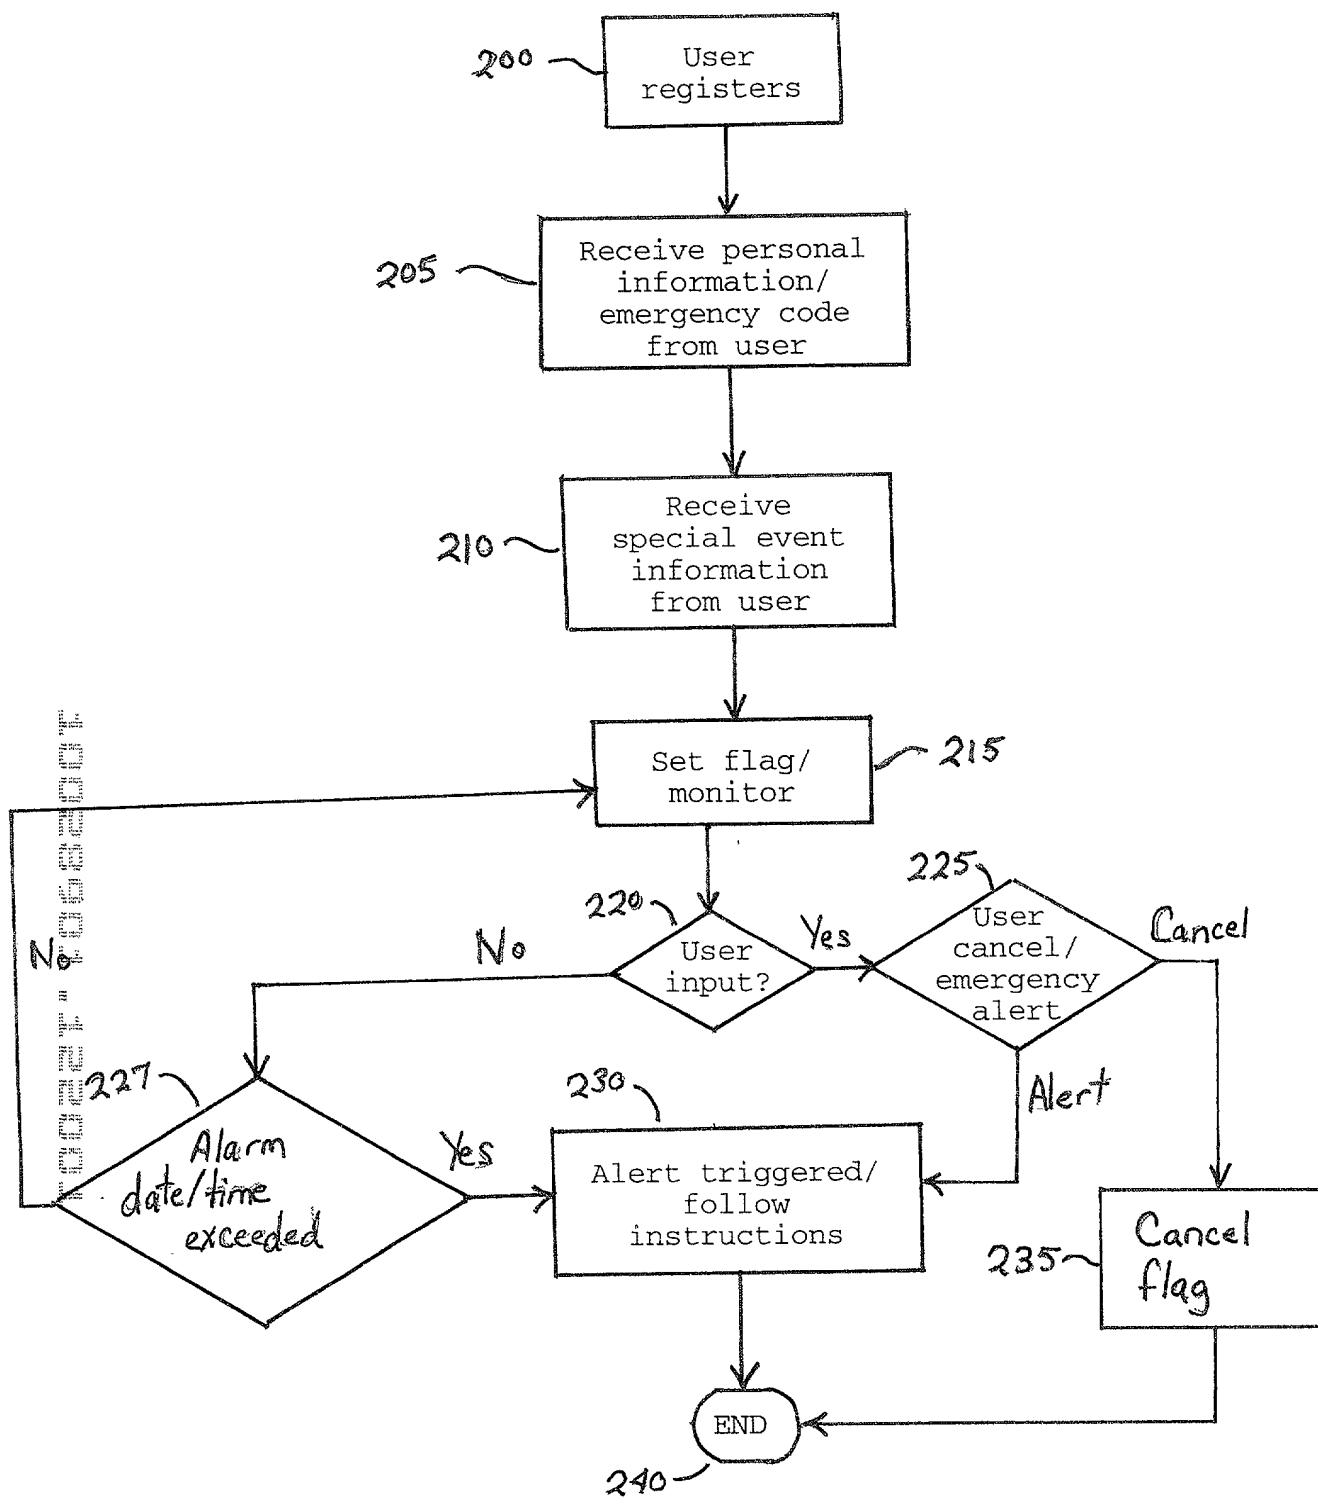 200
User
registers
205
Receive personal
information/
emergency code
from user
210
Receive
special event
information
from user
215
Set flag/
monitor
220
User
input?
Yes
No
225
User
cancel/
emergency
alert
Cancel
Alert
No
227
Alarm
date/time
exceeded
Yes
230
Alert triggered/
follow
instructions
235
Cancel
flag
END
240